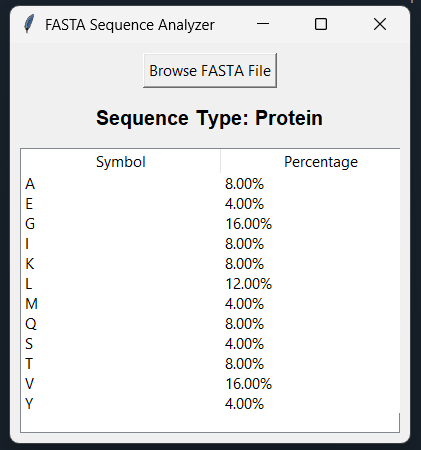 FASTA Sequence Analyzer
Browse FASTA File
Sequence Type: Protein
Symbol Percentage
A 8.00%
E 4.00%
G 16.00%
I 8.00%
K 8.00%
L 12.00%
M 4.00%
Q 8.00%
S 4.00%
T 8.00%
V 16.00%
Y 4.00%